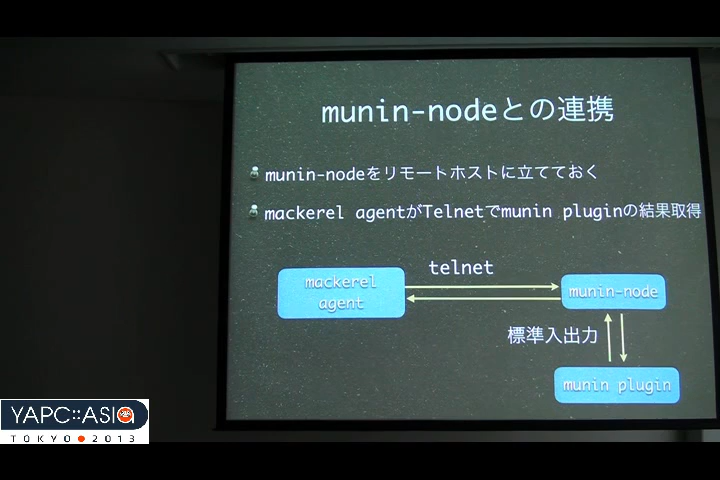 munin-nodeとの連携
munin-nodeをリモートホストに立てておく
mackerel agentがTelnetでmunin pluginの結果取得
telnet
mackerel
agent
munin-node
標準入出力
munin plugin
YAPC::ASIA
TOKYO 2013